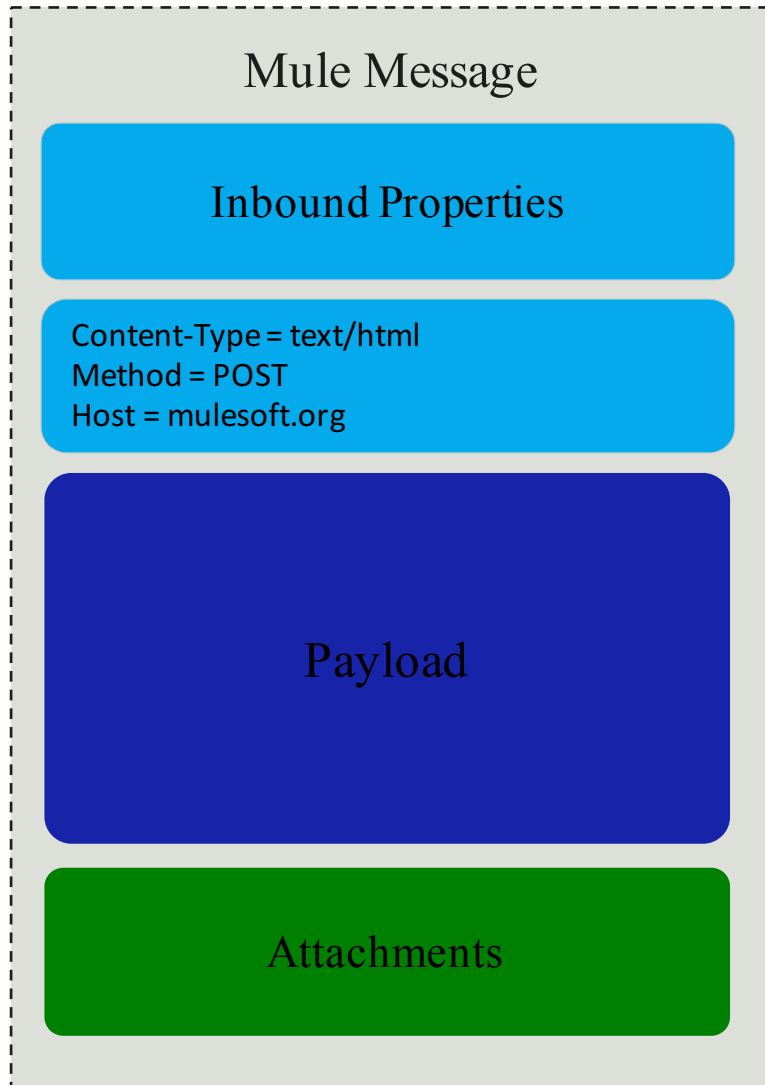 Mule Message
Inbound Properties
Content-Type = text/html
Method = POST
Host = mulesoft.org
Payload
Attachments